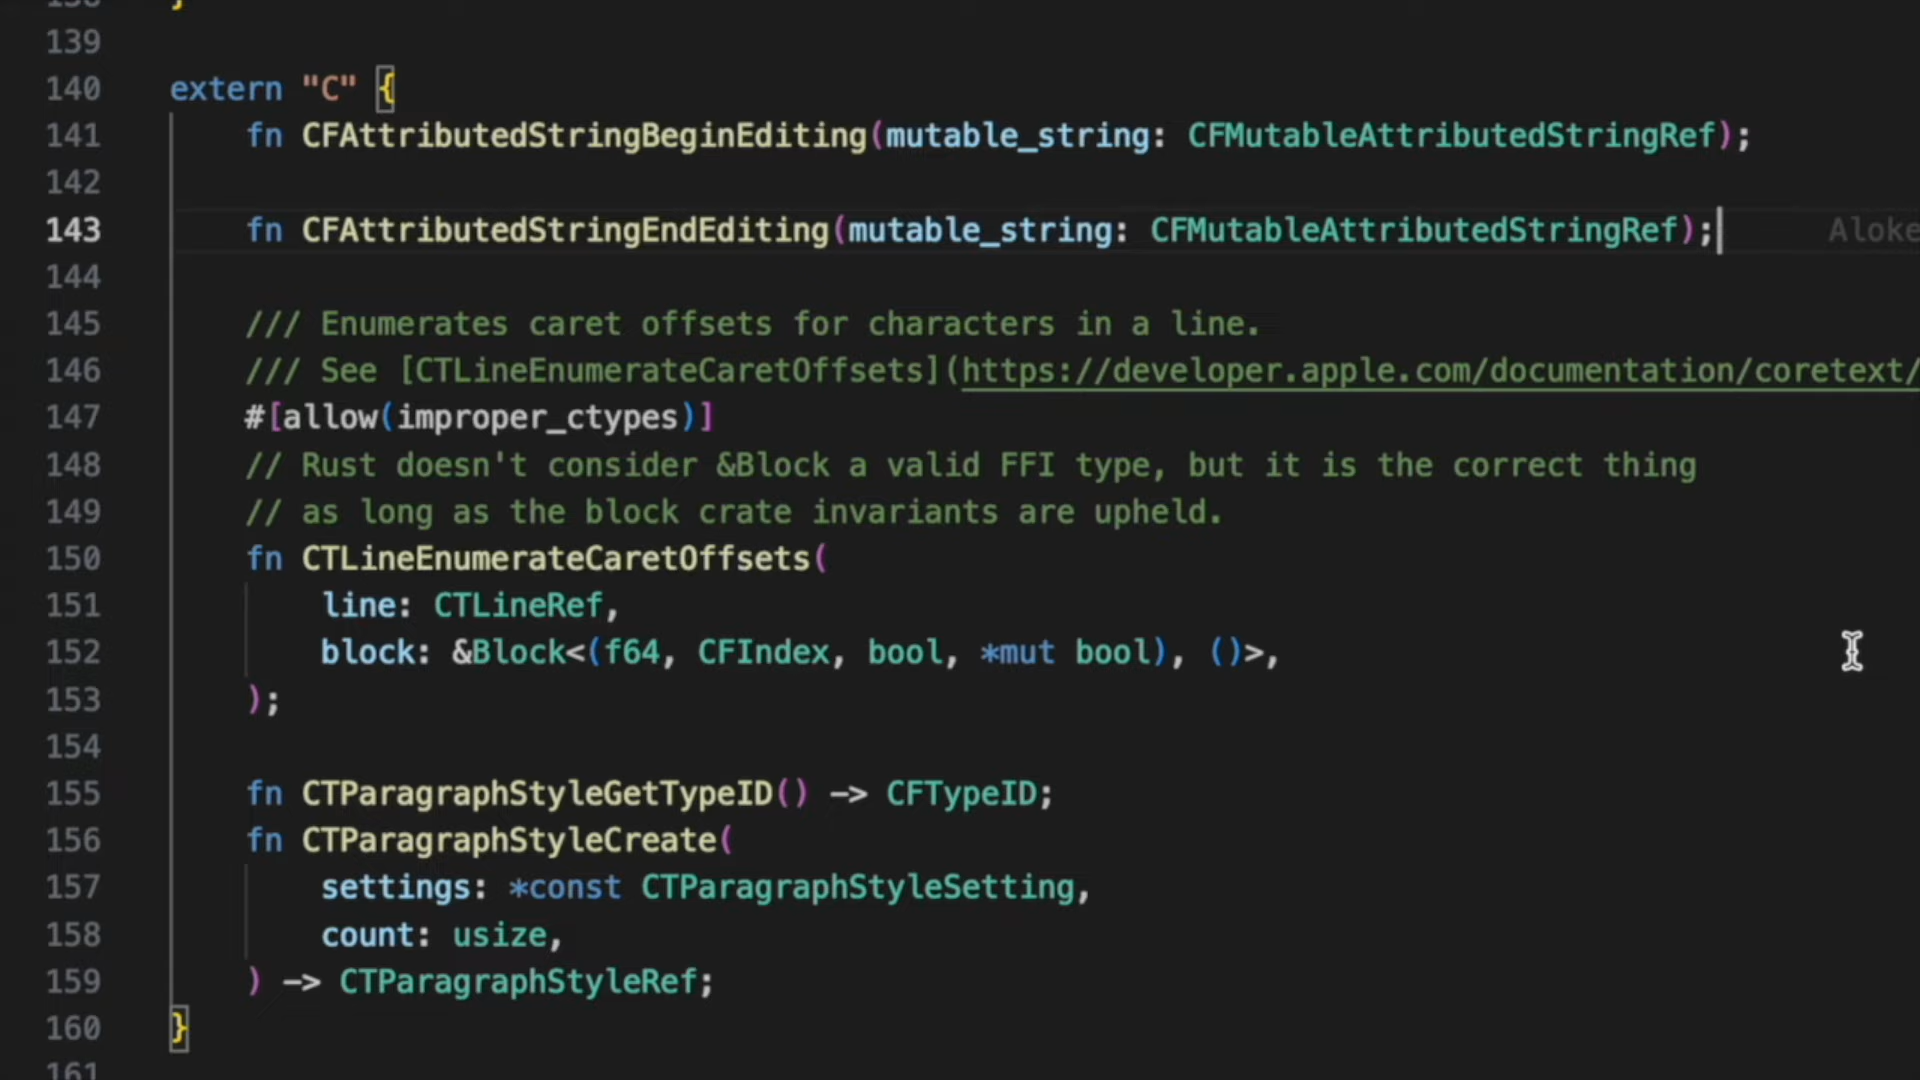 139
140 extern "C" {
141 fn CFAttributedStringBeginEditing(mutable_string: CFMutableAttributedStringRef);
142
143 fn CFAttributedStringEndEditing(mutable_string: CFMutableAttributedStringRef); Aloke
144
145 /// Enumerates caret offsets for characters in a line.
146 /// See [CTLineEnumerateCaretOffsets](https://developer.apple.com/documentation/coretext/
147 #[allow(improper_ctypes)]
148 // Rust doesn't consider &Block a valid FFI type, but it is the correct thing
149 // as long as the block crate invariants are upheld.
150 fn CTLineEnumerateCaretOffsets(
151 line: CTLineRef,
152 block: &Block<(f64, CFIndex, bool, *mut bool), ()>,
153 );
154
155 fn CTParagraphStyleGetTypeID() -> CFTypeID;
156 fn CTParagraphStyleCreate(
157 settings: *const CTParagraphStyleSetting,
158 count: usize,
159 ) -> CTParagraphStyleRef;
160 }
161